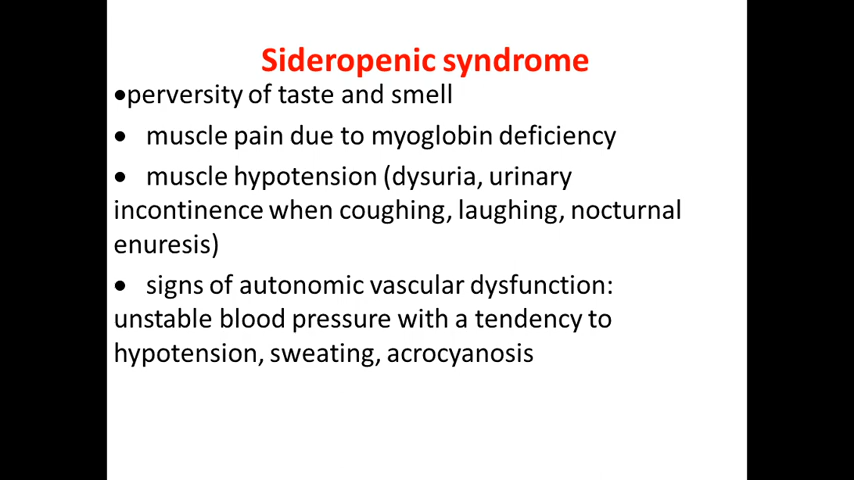 Sideropenic syndrome
•perversity of taste and smell
• muscle pain due to myoglobin deficiency
• muscle hypotension (dysuria, urinary
incontinence when coughing, laughing, nocturnal
enuresis)
• signs of autonomic vascular dysfunction:
unstable blood pressure with a tendency to
hypotension, sweating, acrocyanosis